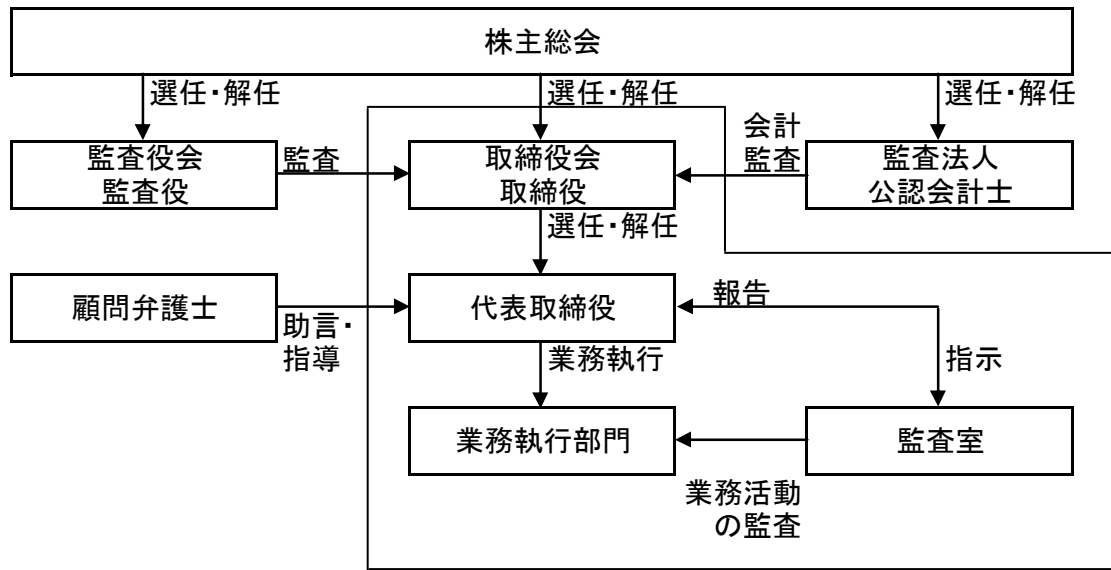 株主総会
選任・解任
選任・解任
選任・解任
監査役会
監査役
監査
取締役会
取締役
会計
監査
監査法人
公認会計士
選任・解任
顧問弁護士
助言・
指導
代表取締役
報告
業務執行
指示
業務執行部門
監査室
業務活動
の監査